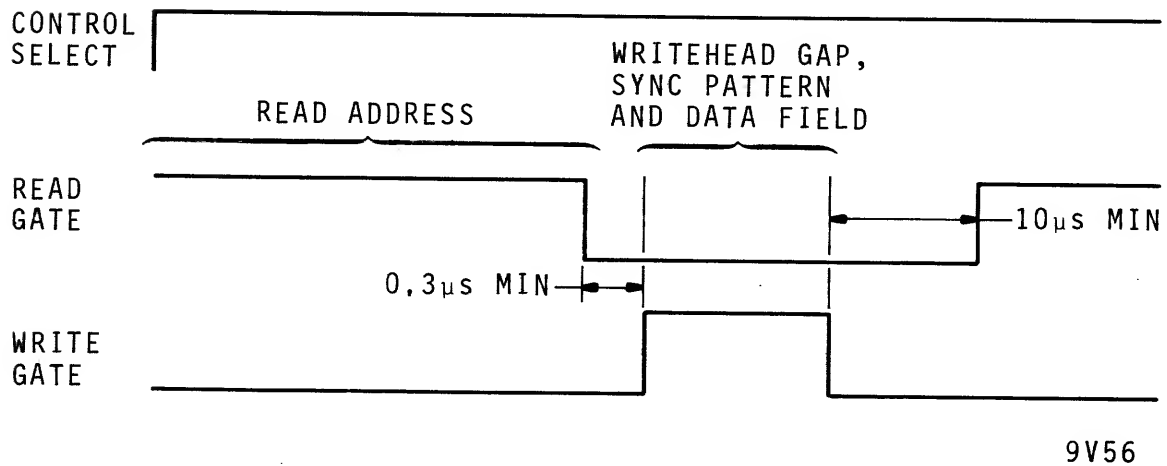 CONTROL
SELECT
WRITEHEAD GAP,
SYNC PATTERN
AND DATA FIELD
READ ADDRESS
READ
GATE
10μs MIN
0.3μs MIN
WRITE
GATE
9V56